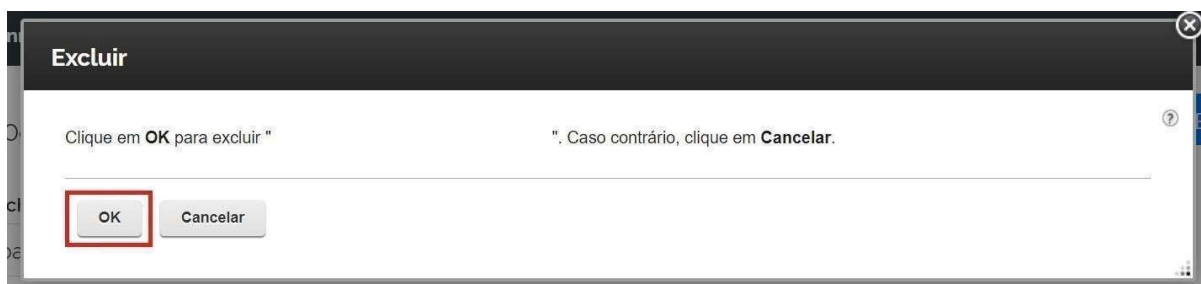 Excluir
Clique em OK para excluir " ". Caso contrário, clique em Cancelar.
OK Cancelar